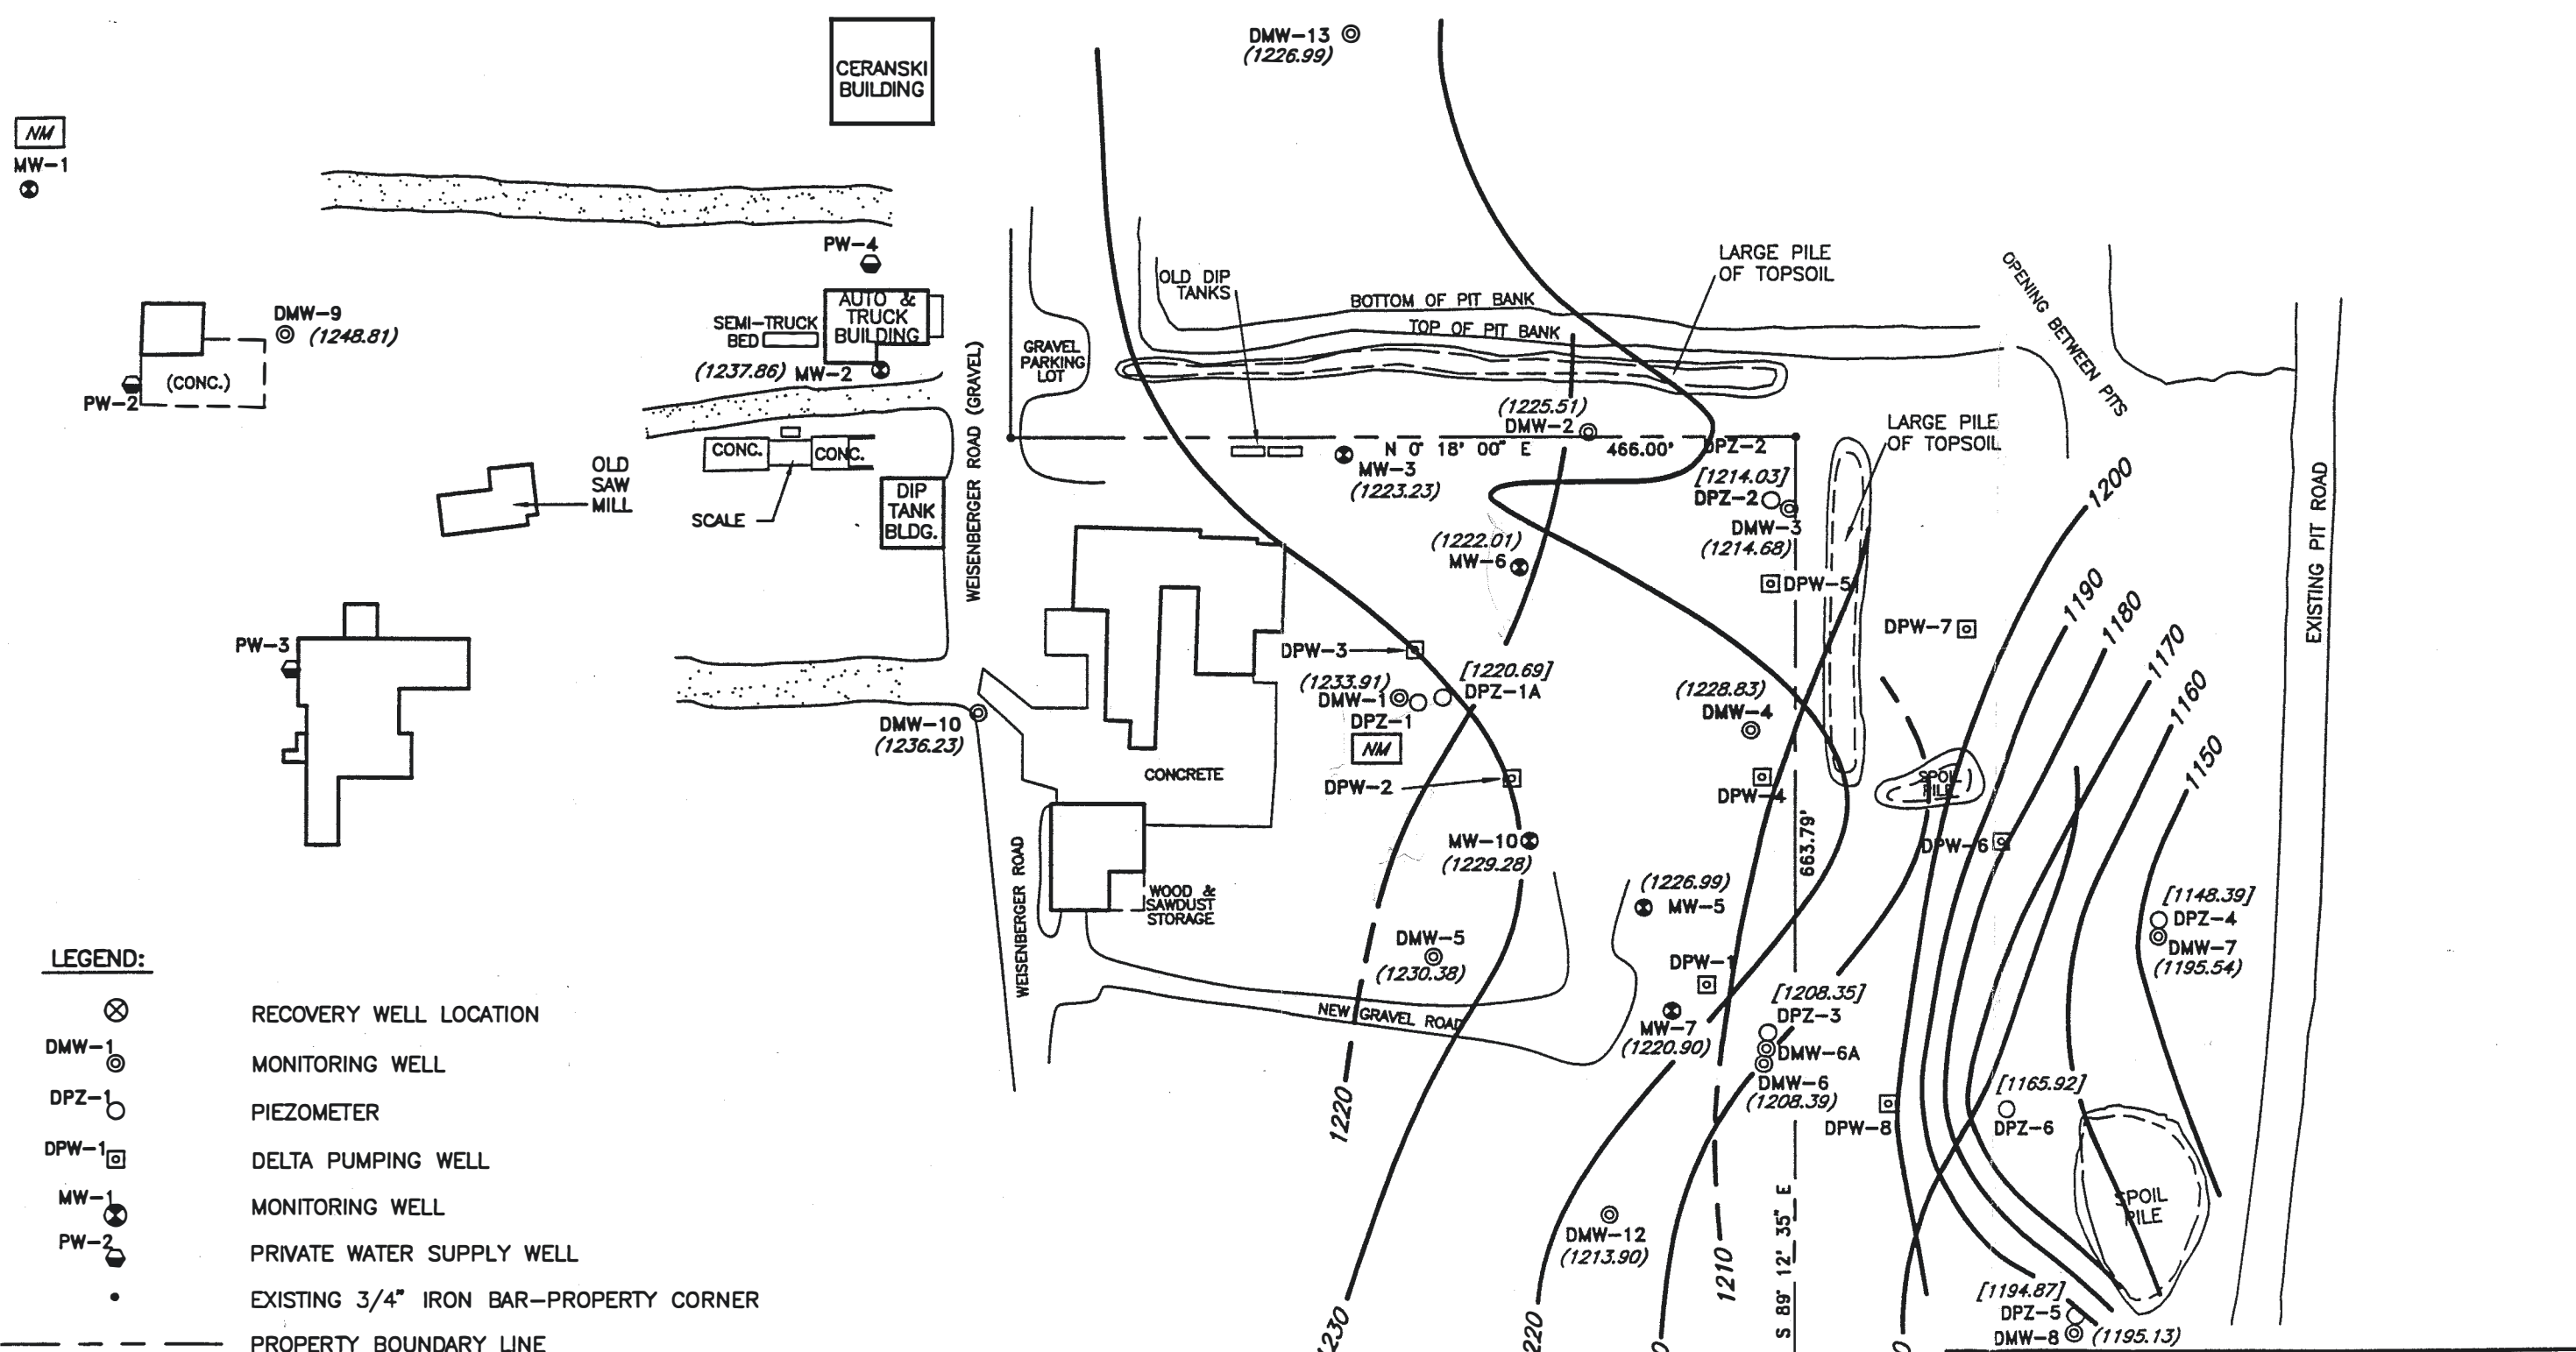 DMW-13
(1226.99)
CERANSKI
BUILDING
NM
MW-1
PW-4
AUTO &
TRUCK
BUILDING
SEMI-TRUCK
BED
(1237.86) MW-2
DMW-9
(1248.81)
(CONC.)
PW-2
OLD
SAW
MILL
CONC.
CONC.
SCALE
DIP
TANK
BLDG.
WEISENBERGER ROAD (GRAVEL)
GRAVEL
PARKING
LOT
OLD DIP
TANKS
BOTTOM OF PIT BANK
TOP OF PIT BANK
LARGE PILE
OF TOPSOIL
OPENING BETWEEN PITS
LARGE PILE
OF TOPSOIL
EXISTING PIT ROAD
(1225.51)
DMW-2
N 0° 18' 00" E
466.00'
DPZ-2
MW-3
(1223.23)
[1214.03]
DPZ-2
DMW-3
(1214.68)
(1222.01)
MW-6
DPW-5
DPW-7
1200
1190
1180
1170
1160
1150
PW-3
DPW-3
[1220.69]
DPZ-1A
(1233.91)
DMW-1
DPZ-1
NM
DMW-10
(1236.23)
CONCRETE
DPW-2
(1228.83)
DMW-4
DPW-4
SPOIL
PILE
663.79'
DPW-6
MW-10
(1229.28)
WOOD &
SAWDUST
STORAGE
WEISENBERGER ROAD
(1226.99)
MW-5
[1148.39]
DPZ-4
DMW-7
(1195.54)
DMW-5
(1230.38)
DPW-1
NEW GRAVEL ROAD
MW-7
(1220.90)
[1208.35]
DPZ-3
DMW-6A
DMW-6
(1208.39)
DPW-8
[1165.92]
DPZ-6
1220
SPOIL
PILE
DMW-12
(1213.90)
1210
S 89° 12' 35" E
[1194.87]
DPZ-5
DMW-8
(1195.13)
1230
220
0
0
LEGEND:
RECOVERY WELL LOCATION
DMW-1
MONITORING WELL
DPZ-1
PIEZOMETER
DPW-1
DELTA PUMPING WELL
MW-1
MONITORING WELL
PW-2
PRIVATE WATER SUPPLY WELL
EXISTING 3/4" IRON BAR-PROPERTY CORNER
PROPERTY BOUNDARY LINE